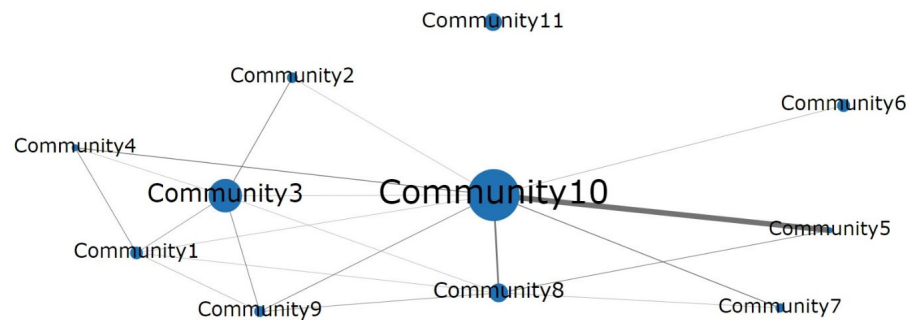 Community11
Community2
Community6
Community4
Community3
Community10
Community5
Community1
Community8
Community7
Community9